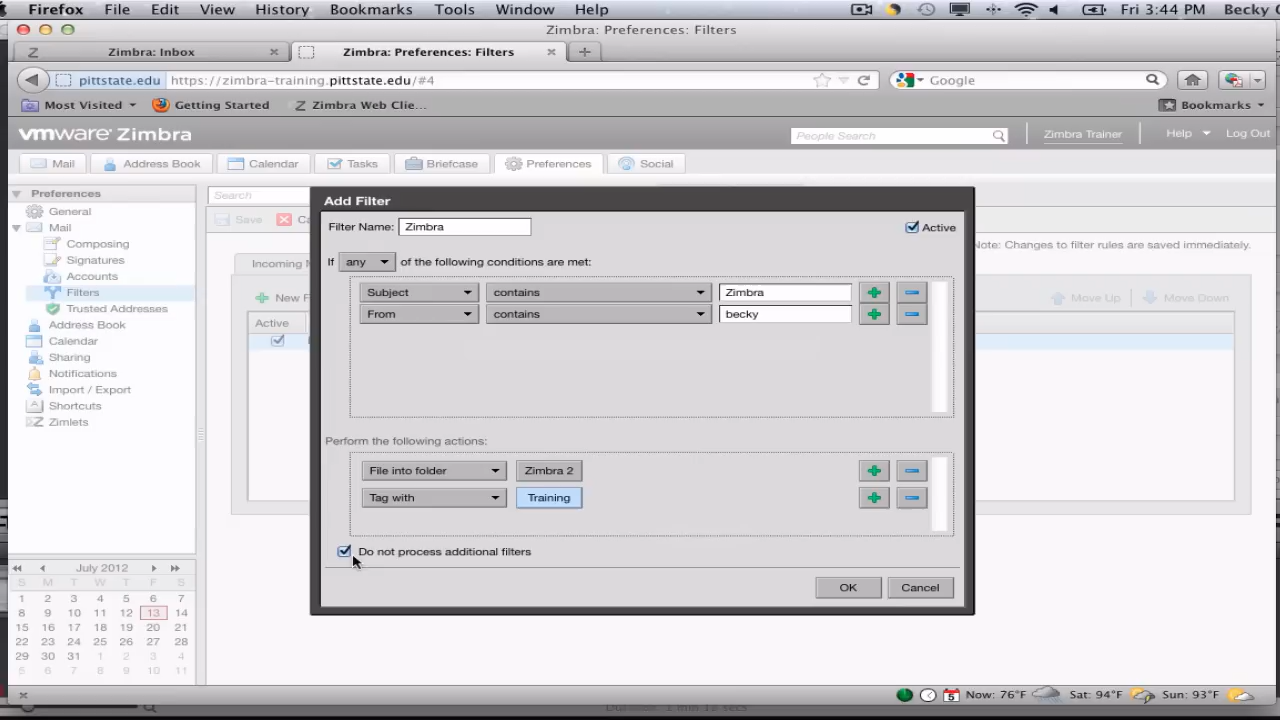 Firefox File Edit View History Bookmarks Tools Window Help Fri 3:44 PM Becky
Zimbra: Preferences: Filters
Zimbra: Inbox Zimbra: Preferences: Filters
pittstate.edu https://zimbra-training.pittstate.edu/#4 Google
Most Visited Getting Started Zimbra Web Clie... Bookmarks
vmware Zimbra People Search Zimbra Trainer Help Log Out
Mail Address Book Calendar Tasks Briefcase Preferences Social
Preferences
General
Mail
Composing
Signatures
Accounts
Filters
Trusted Addresses
Address Book
Calendar
Sharing
Notifications
Import / Export
Shortcuts
Zimlets
Search
Save
Note: Changes to filter rules are saved immediately.
Incoming
New Move Up Move Down
Active
Add Filter
Filter Name: Zimbra Active
If any of the following conditions are met:
Subject contains Zimbra
From contains becky
Perform the following actions:
File into folder Zimbra 2
Tag with Training
Do not process additional filters
OK Cancel
July 2012
S M T W T F S
1 2 3 4 5 6 7
8 9 10 11 12 13 14
15 16 17 18 19 20 21
22 23 24 25 26 27 28
29 30 31 1 2 3 4
5 6 7 8 9 10 11
Now: 76°F Sat: 94°F Sun: 93°F